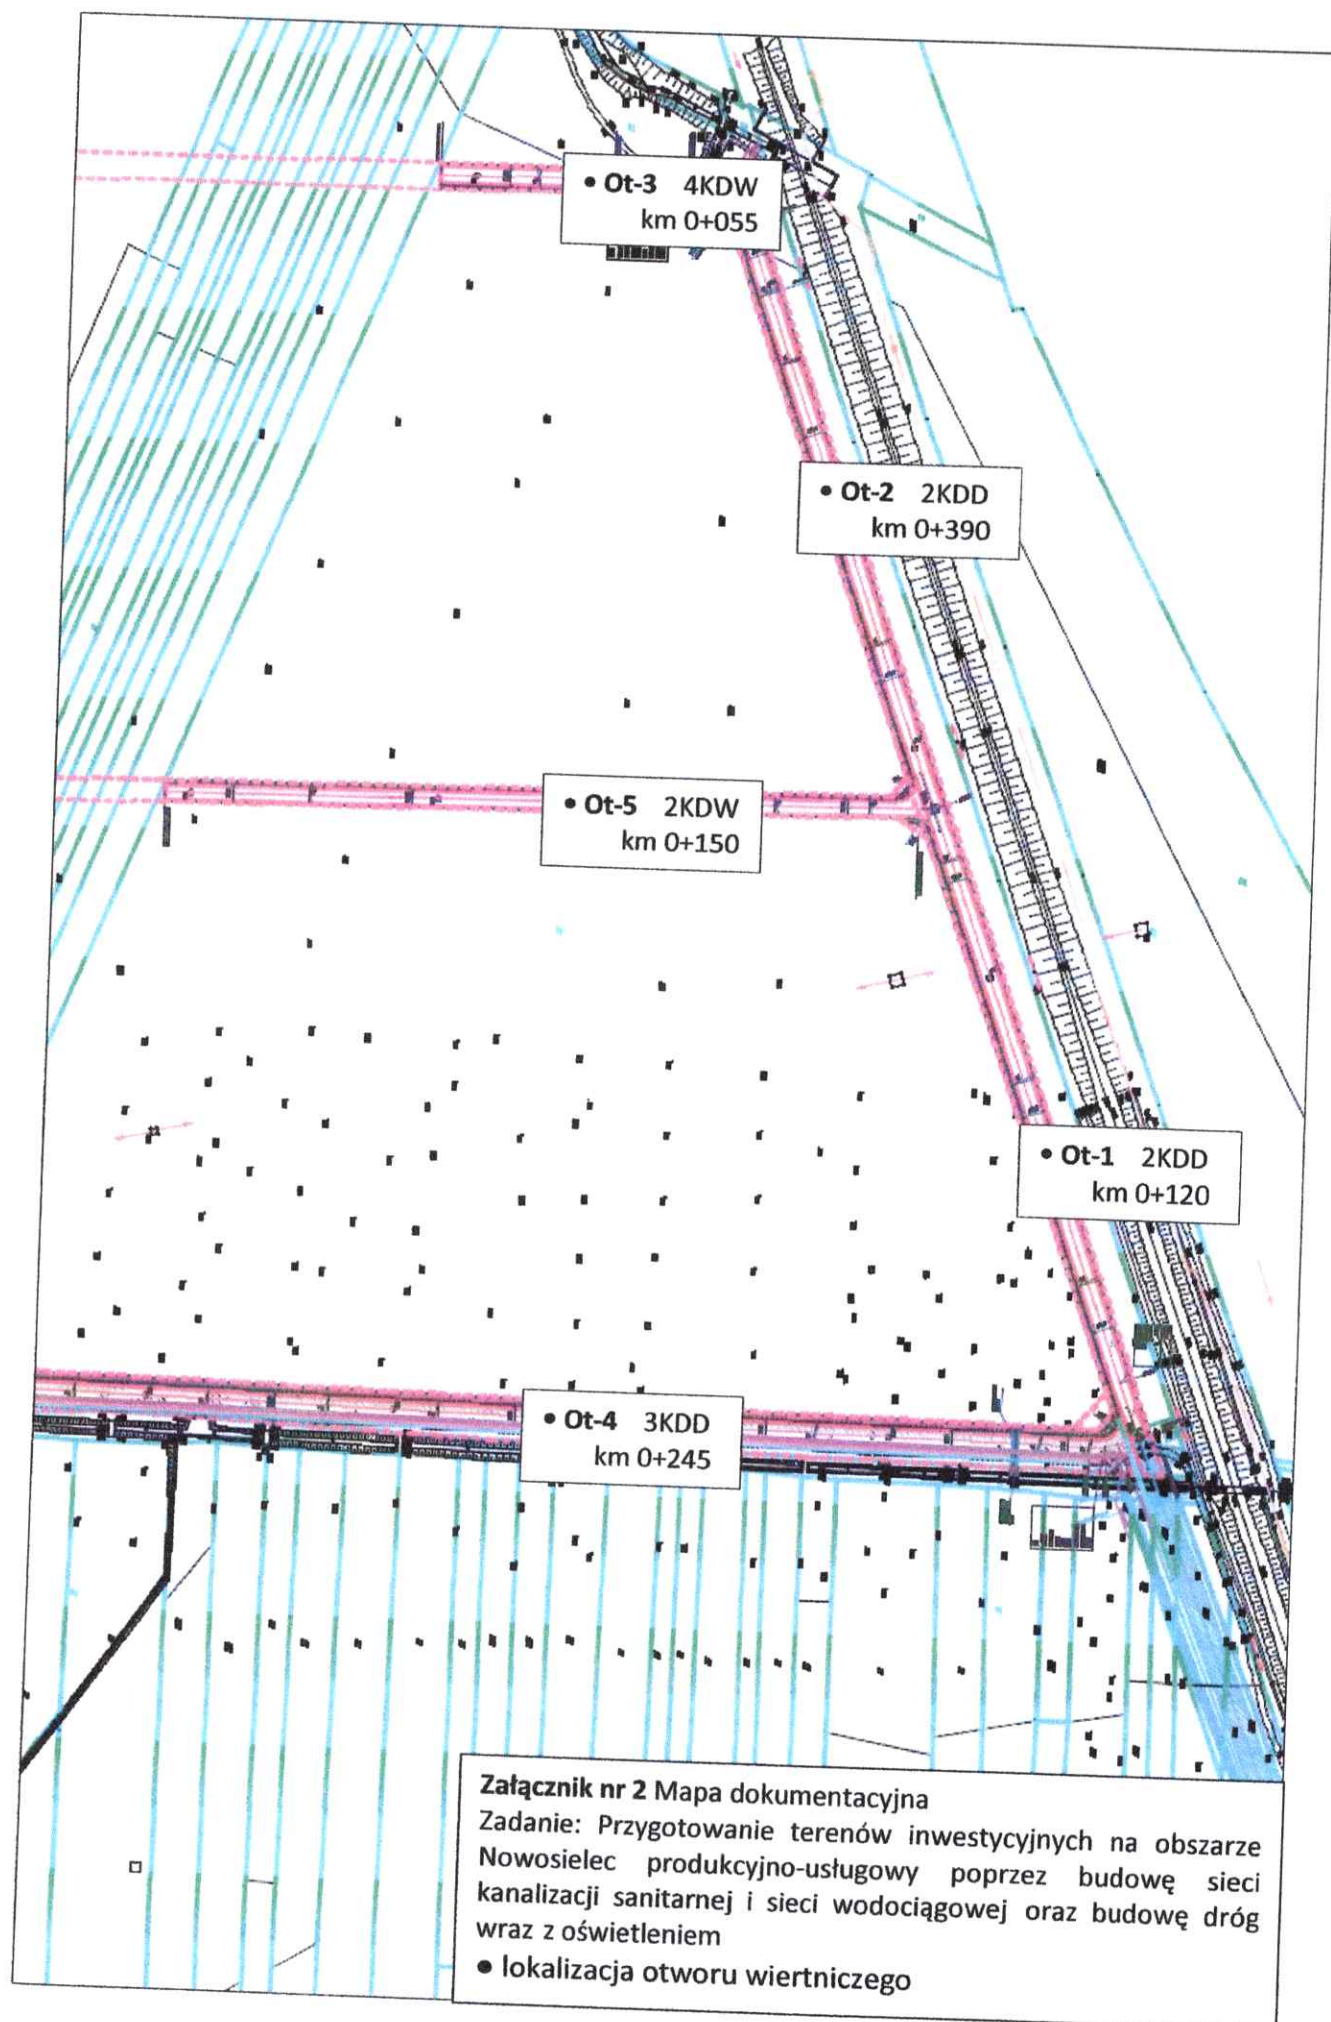 ● Ot-3 4KDW
km 0+055
● Ot-2 2KDD
km 0+390
● Ot-5 2KDW
km 0+150
● Ot-1 2KDD
km 0+120
● Ot-4 3KDD
km 0+245
Załącznik nr 2 Mapa dokumentacyjna
Zadanie: Przygotowanie terenów inwestycyjnych na obszarze
Nowosielec produkcyjno-usługowy poprzez budowę sieci
kanalizacji sanitarnej i sieci wodociągowej oraz budowę dróg
wraz z oświetleniem
● lokalizacja otworu wiertniczego